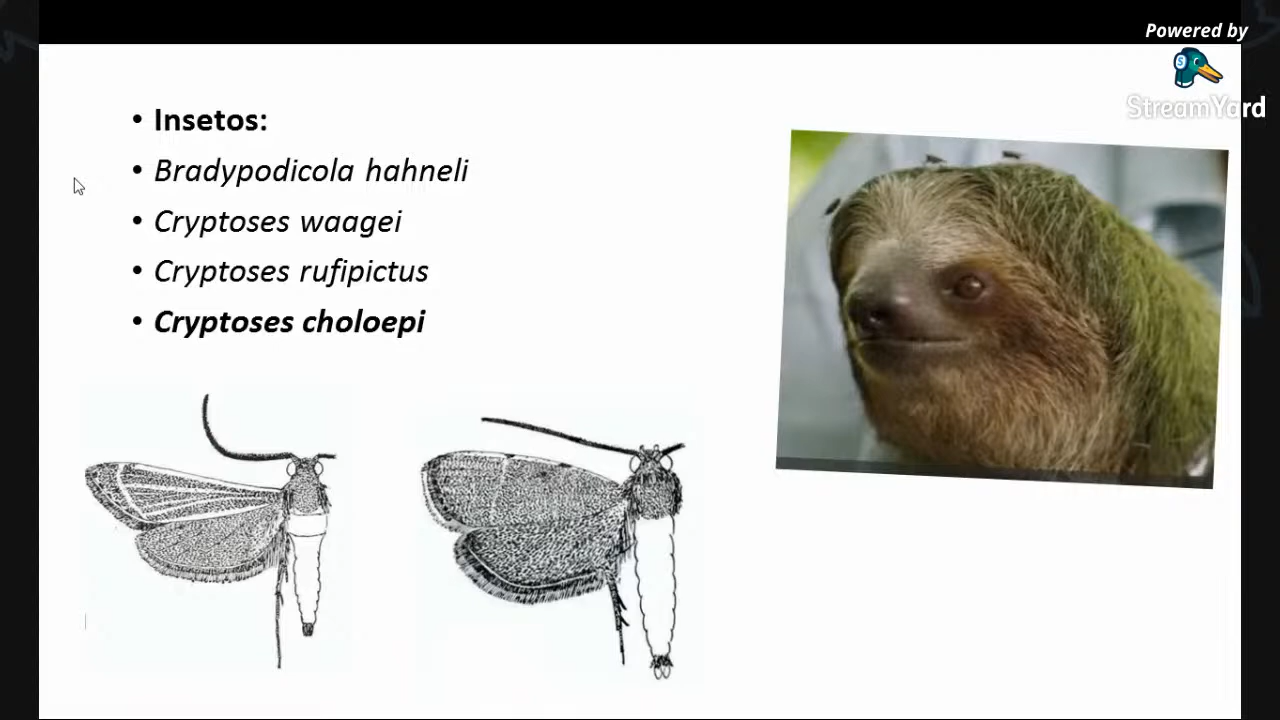 Powered by
StreamYard
• Insetos:
• Bradypodicola hahneli
• Cryptoses waagei
• Cryptoses rufipictus
• Cryptoses choloepi